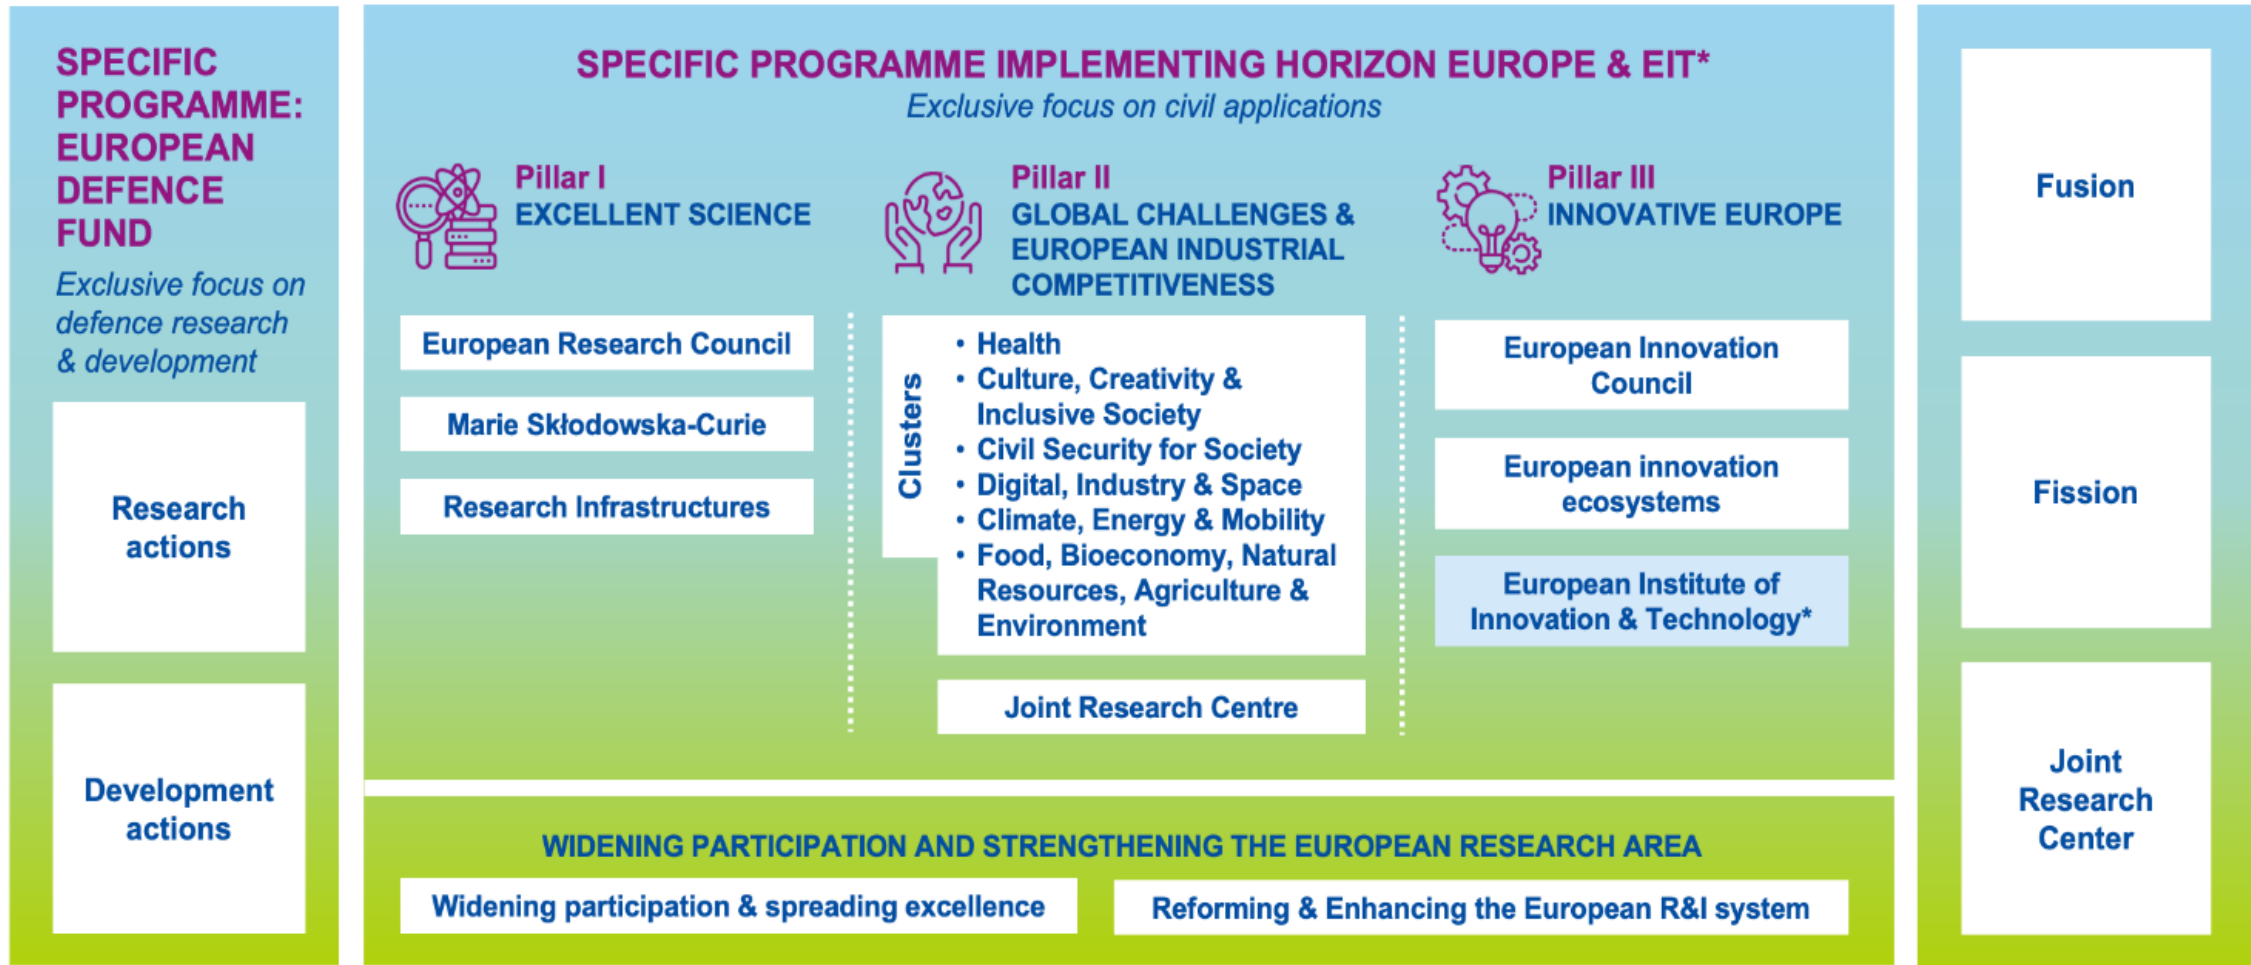 SPECIFIC
PROGRAMME:
EUROPEAN
DEFENCE
FUND
Exclusive focus on
defence research
& development
Research
actions
Development
actions
SPECIFIC PROGRAMME IMPLEMENTING HORIZON EUROPE & EIT*
Exclusive focus on civil applications
Pillar I
EXCELLENT SCIENCE
European Research Council
Marie Skłodowska-Curie
Research Infrastructures
Pillar II
GLOBAL CHALLENGES &
EUROPEAN INDUSTRIAL
COMPETITIVENESS
Clusters
• Health
• Culture, Creativity &
Inclusive Society
• Civil Security for Society
• Digital, Industry & Space
• Climate, Energy & Mobility
• Food, Bioeconomy, Natural
Resources, Agriculture &
Environment
Joint Research Centre
Pillar III
INNOVATIVE EUROPE
European Innovation
Council
European innovation
ecosystems
European Institute of
Innovation & Technology*
WIDENING PARTICIPATION AND STRENGTHENING THE EUROPEAN RESEARCH AREA
Widening participation & spreading excellence
Reforming & Enhancing the European R&I system
Fusion
Fission
Joint
Research
Center